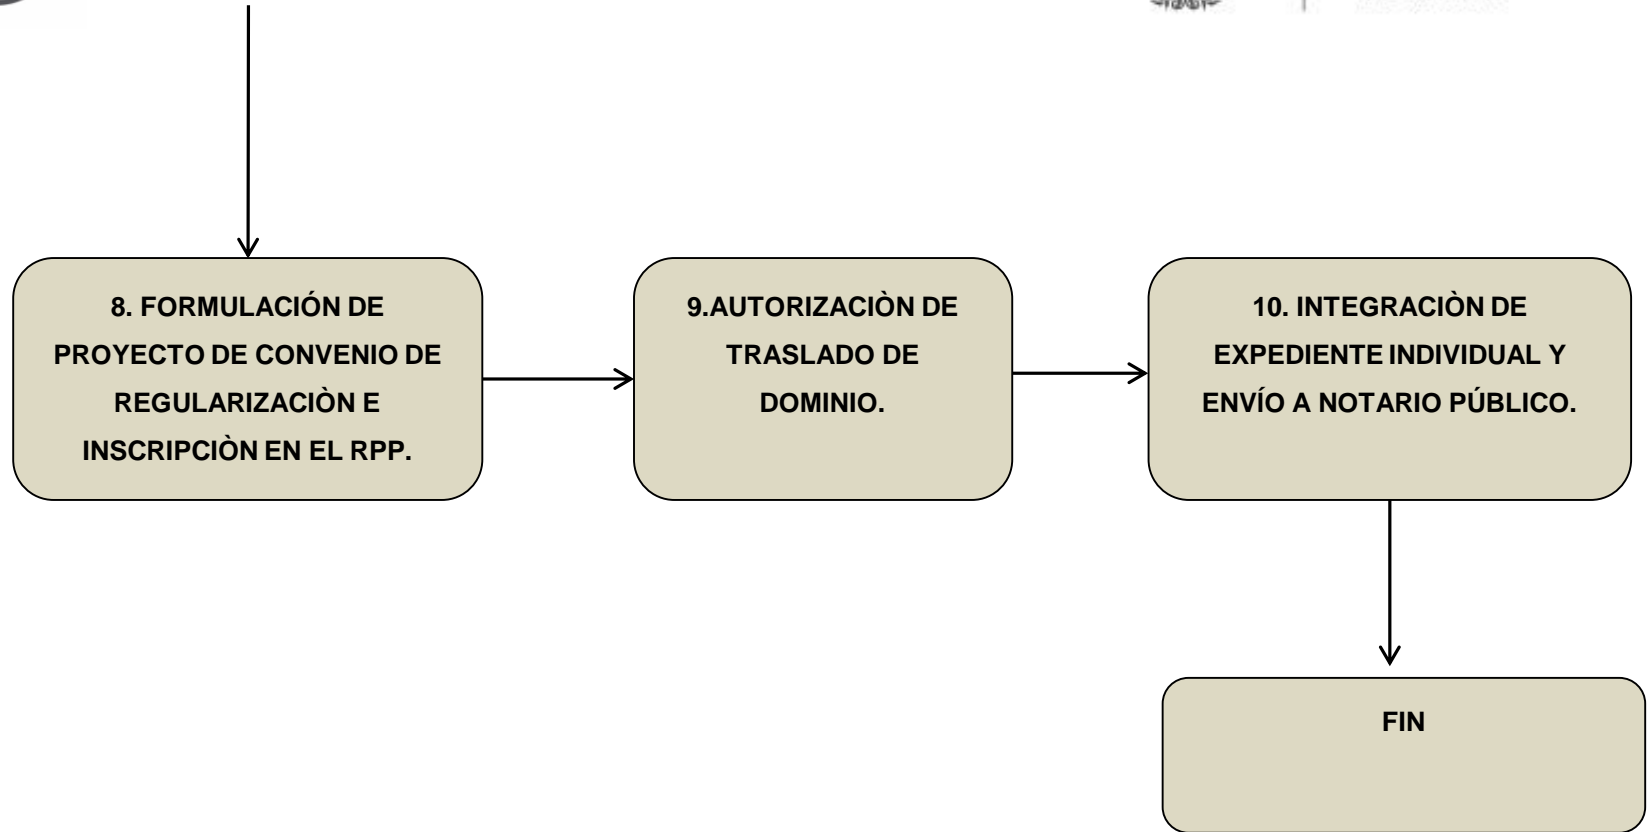 8. FORMULACIÓN DE
PROYECTO DE CONVENIO DE
REGULARIZACIÒN E
INSCRIPCIÒN EN EL RPP.
9.AUTORIZACIÒN DE
TRASLADO DE
DOMINIO.
10. INTEGRACIÒN DE
EXPEDIENTE INDIVIDUAL Y
ENVÍO A NOTARIO PÚBLICO.
FIN